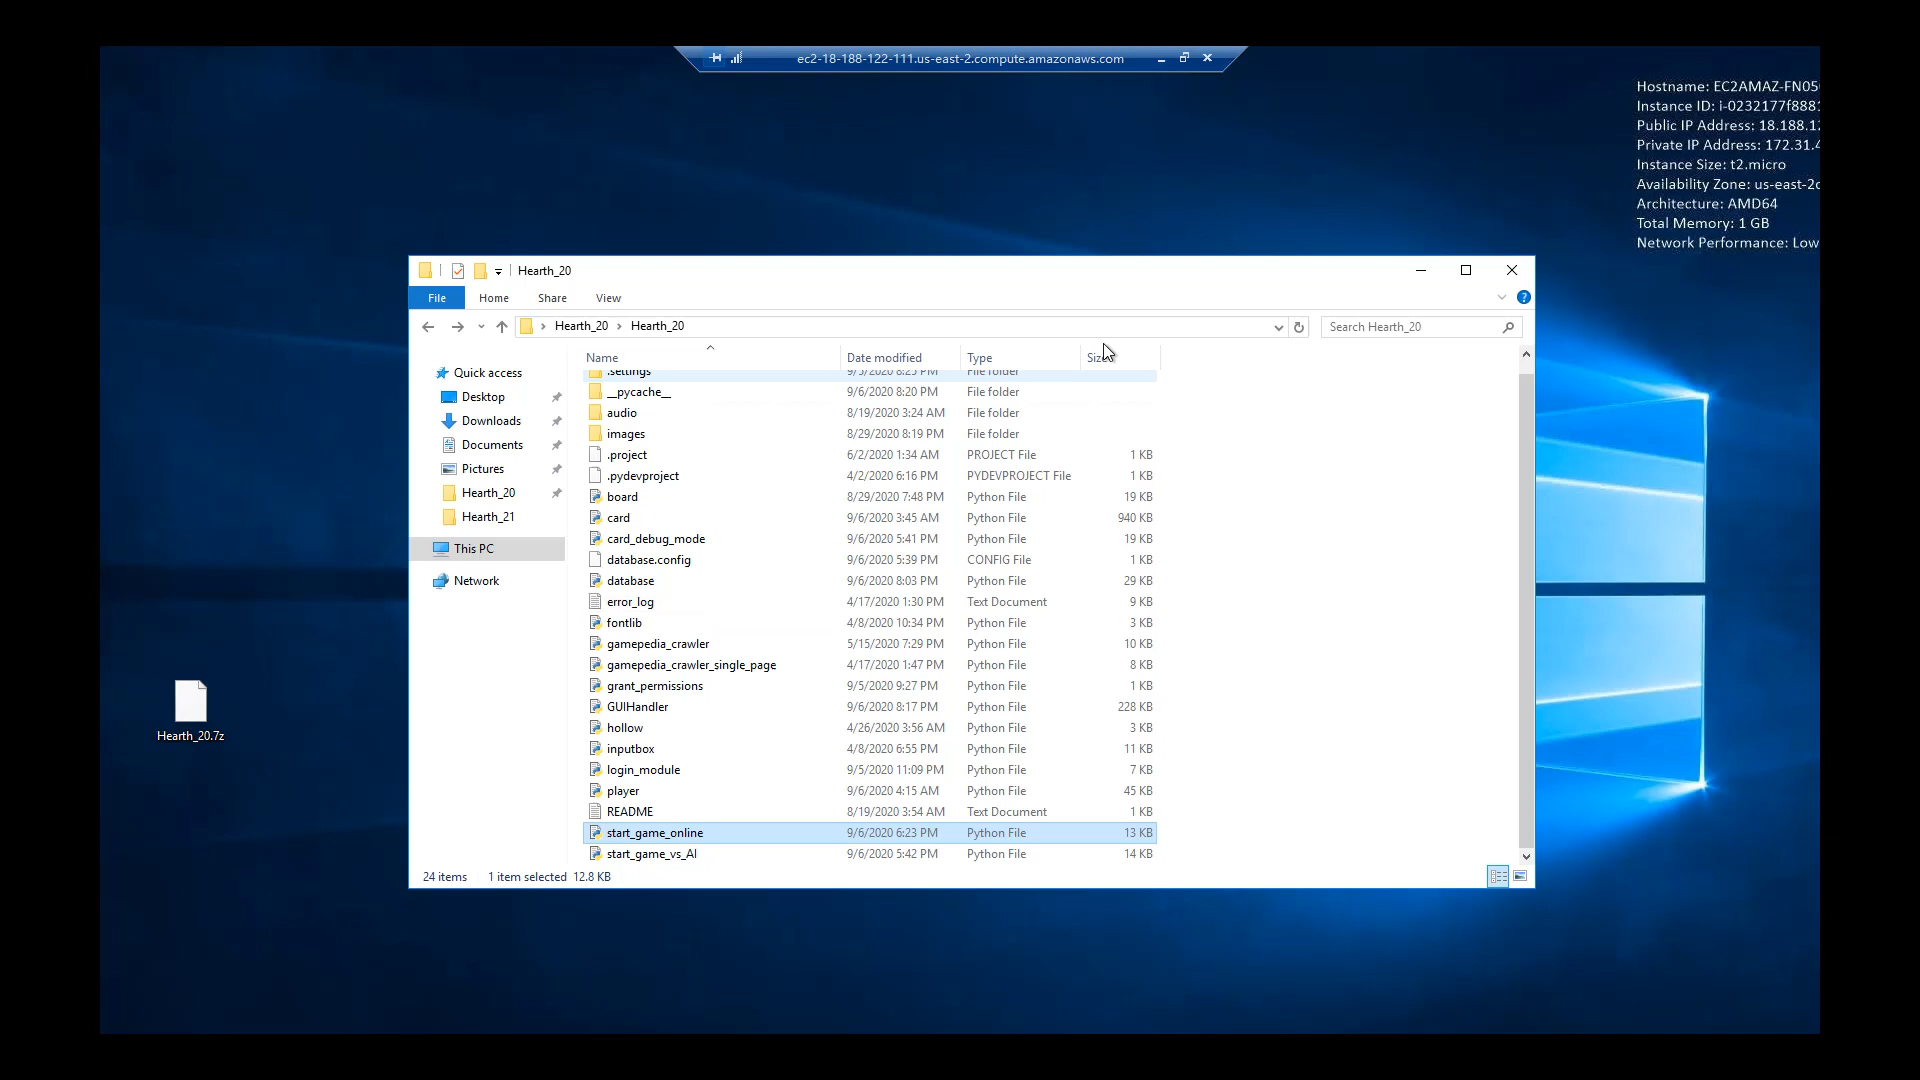 ec2-18-188-122-111.us-east-2.compute.amazonaws.com
Hostname: EC2AMAZ-FN05
Instance ID: i-0232177f8881
Public IP Address: 18.188.12
Private IP Address: 172.31.4
Instance Size: t2.micro
Availability Zone: us-east-2c
Architecture: AMD64
Total Memory: 1 GB
Network Performance: Low
Hearth_20
File Home Share View
Hearth_20 Hearth_20
Search Hearth_20
Name Date modified Type Size
Quick access
Desktop
Downloads
Documents
Pictures
Hearth_20
Hearth_21
This PC
Network
.settings 9/5/2020 8:25 PM File folder
__pycache__ 9/6/2020 8:20 PM File folder
audio 8/19/2020 3:24 AM File folder
images 8/29/2020 8:19 PM File folder
.project 6/2/2020 1:34 AM PROJECT File 1 KB
.pydevproject 4/2/2020 6:16 PM PYDEVPROJECT File 1 KB
board 8/29/2020 7:48 PM Python File 19 KB
card 9/6/2020 3:45 AM Python File 940 KB
card_debug_mode 9/6/2020 5:41 PM Python File 19 KB
database.config 9/6/2020 5:39 PM CONFIG File 1 KB
database 9/6/2020 8:03 PM Python File 29 KB
error_log 4/17/2020 1:30 PM Text Document 9 KB
fontlib 4/8/2020 10:34 PM Python File 3 KB
gamepedia_crawler 5/15/2020 7:29 PM Python File 10 KB
gamepedia_crawler_single_page 4/17/2020 1:47 PM Python File 8 KB
grant_permissions 9/5/2020 9:27 PM Python File 1 KB
GUIHandler 9/6/2020 8:17 PM Python File 228 KB
hollow 4/26/2020 3:56 AM Python File 3 KB
inputbox 4/8/2020 6:55 PM Python File 11 KB
login_module 9/5/2020 11:09 PM Python File 7 KB
player 9/6/2020 4:15 AM Python File 45 KB
README 8/19/2020 3:54 AM Text Document 1 KB
start_game_online 9/6/2020 6:23 PM Python File 13 KB
start_game_vs_AI 9/6/2020 5:42 PM Python File 14 KB
24 items 1 item selected 12.8 KB
Hearth_20.7z